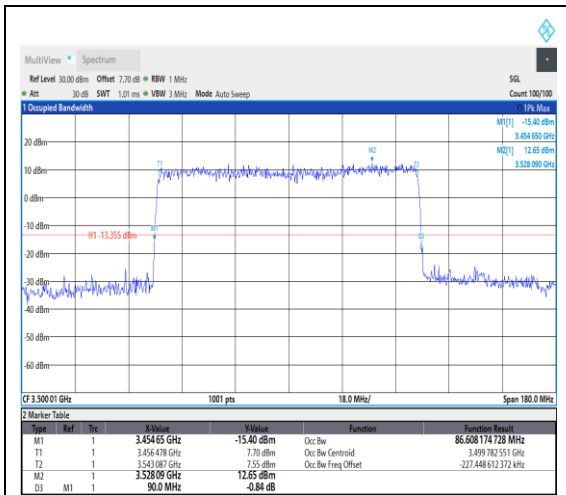 MultiView Spectrum
Ref Level 30.00 dBm Offset 7.70 dB RBW 1 MHz SGL
Att 30 dB SWT 1.01 ms VBW 3 MHz Mode Auto Sweep Count 100/100
1 Occupied Bandwidth 1Pk Max
M1[1] -15.40 dBm
3.454 650 GHz
M2[1] 12.65 dBm
3.528 090 GHz
20 dBm
M2
T1
T2
10 dBm
0 dBm
-10 dBm
M1
H1 -13.355 dBm
D3
-20 dBm
-30 dBm
-40 dBm
-50 dBm
-60 dBm
CF 3.500 01 GHz 1001 pts 18.0 MHz/ Span 180.0 MHz
2 Marker Table
Type Ref Trc X-Value Y-Value Function Function Result
M1 1 3.454 65 GHz -15.40 dBm Occ Bw 86.608 174 728 MHz
T1 1 3.456 478 GHz 7.70 dBm Occ Bw Centroid 3.499 782 551 GHz
T2 1 3.543 087 GHz 7.55 dBm Occ Bw Freq Offset -227.448 612 372 kHz
M2 1 3.528 09 GHz 12.65 dBm
D3 M1 1 90.0 MHz -0.84 dB